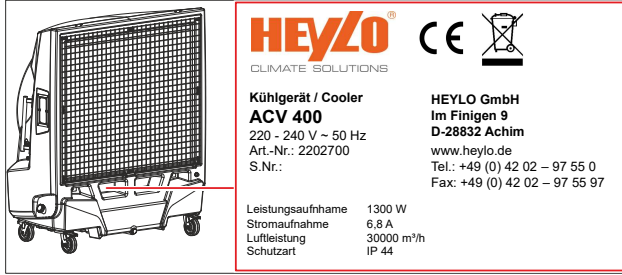 HEYLO®
CLIMATE SOLUTIONS
CE
Kühlgerät / Cooler
ACV 400
220 - 240 V ~ 50 Hz
Art.-Nr.: 2202700
S.Nr.:
HEYLO GmbH
Im Finigen 9
D-28832 Achim
www.heylo.de
Tel.: +49 (0) 42 02 – 97 55 0
Fax: +49 (0) 42 02 – 97 55 97
Leistungsaufnhame 1300 W
Stromaufnahme 6,8 A
Luftleistung 30000 m³/h
Schutzart IP 44